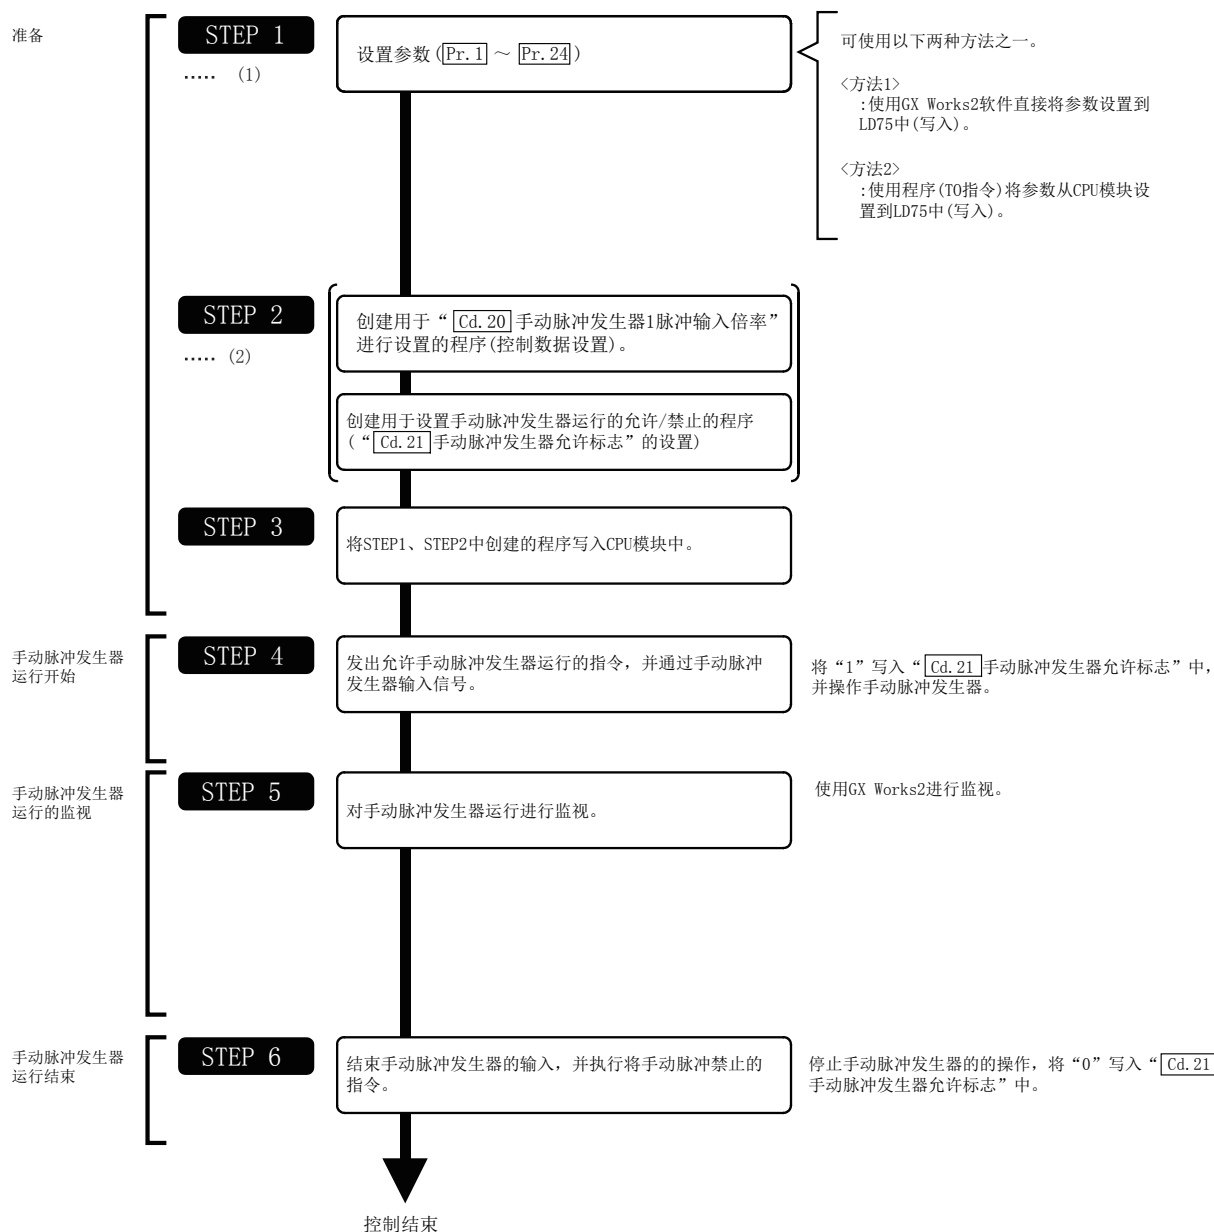 准备
STEP 1
..... (1)
设置参数(Pr.1 ～ Pr.24)
可使用以下两种方法之一。
<方法1>
:使用GX Works2软件直接将参数设置到
LD75中(写入)。
<方法2>
:使用程序(TO指令)将参数从CPU模块设
置到LD75中(写入)。
STEP 2
..... (2)
创建用于“ Cd.20 手动脉冲发生器1脉冲输入倍率”
进行设置的程序(控制数据设置)。
创建用于设置手动脉冲发生器运行的允许/禁止的程序
(“ Cd.21 手动脉冲发生器允许标志”的设置)
STEP 3
将STEP1、STEP2中创建的程序写入CPU模块中。
手动脉冲发生器
运行开始
STEP 4
发出允许手动脉冲发生器运行的指令，并通过手动脉冲
发生器输入信号。
将“1”写入“ Cd.21 手动脉冲发生器允许标志”中，
并操作手动脉冲发生器。
手动脉冲发生器
运行的监视
STEP 5
对手动脉冲发生器运行进行监视。
使用GX Works2进行监视。
手动脉冲发生器
运行结束
STEP 6
结束手动脉冲发生器的输入，并执行将手动脉冲禁止的
指令。
停止手动脉冲发生器的的操作，将“0”写入“ Cd.21
手动脉冲发生器允许标志”中。
控制结束